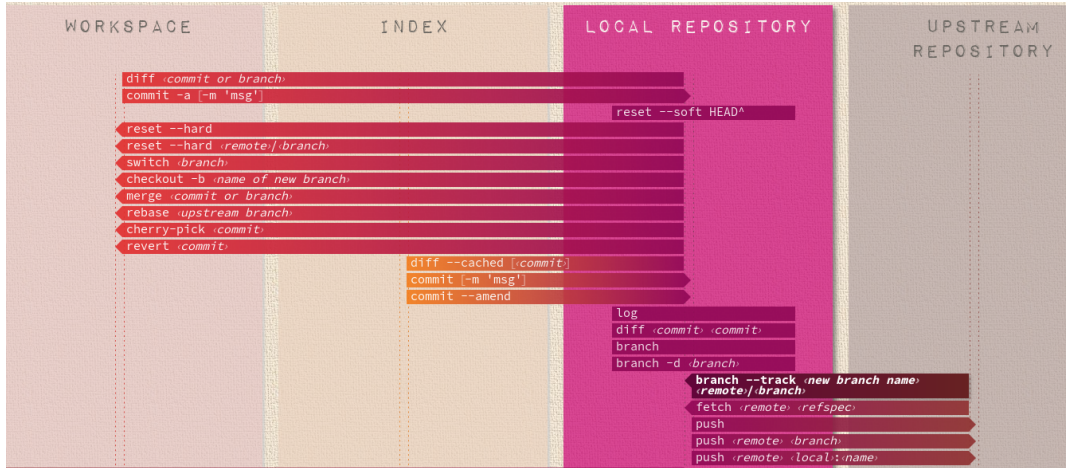 WORKSPACE
INDEX
LOCAL REPOSITORY
UPSTREAM
REPOSITORY
diff ‹commit or branch›
commit -a [-m 'msg']
reset --soft HEAD^
reset --hard
reset --hard ‹remote›/‹branch›
switch ‹branch›
checkout -b ‹name of new branch›
merge ‹commit or branch›
rebase ‹upstream branch›
cherry-pick ‹commit›
revert ‹commit›
diff --cached [‹commit›]
commit [-m 'msg']
commit --amend
log
diff ‹commit› ‹commit›
branch
branch -d ‹branch›
branch --track ‹new branch name›
‹remote›/‹branch›
fetch ‹remote› ‹refspec›
push
push ‹remote› ‹branch›
push ‹remote› ‹local›:‹name›